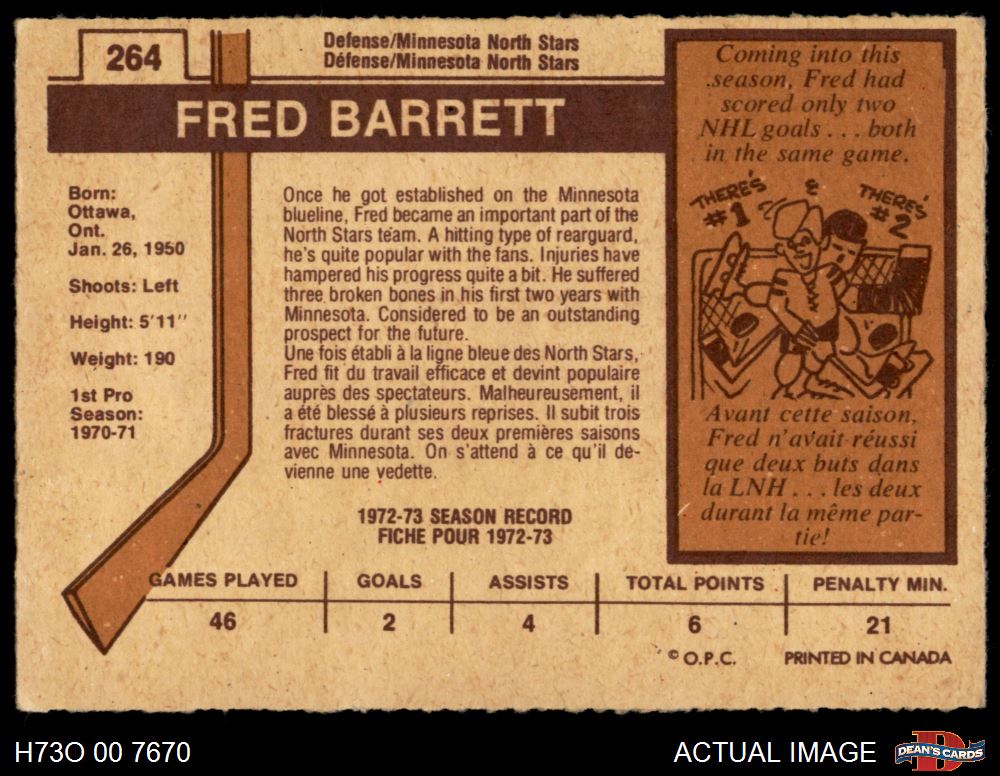 264
Defense/Minnesota North Stars
Défense/Minnesota North Stars
FRED BARRETT
Born:
Ottawa,
Ont.
Jan. 26, 1950
Shoots: Left
Height: 5'11''
Weight: 190
1st Pro
Season:
1970-71
Once he got established on the Minnesota
blueline, Fred became an important part of the
North Stars team. A hitting type of rearguard,
he's quite popular with the fans. Injuries have
hampered his progress quite a bit. He suffered
three broken bones in his first two years with
Minnesota. Considered to be an outstanding
prospect for the future.
Une fois établi à la ligne bleue des North Stars,
Fred fit du travail efficace et devint populaire
auprès des spectateurs. Malheureusement, il
a été blessé à plusieurs reprises. Il subit trois
fractures durant ses deux premières saisons
avec Minnesota. On s'attend à ce qu'il de-
vienne une vedette.
Coming into this
season, Fred had
scored only two
NHL goals . . . both
in the same game.
THERE'S
#1
&
THERE'S
#2
Avant cette saison,
Fred n'avait réussi
que deux buts dans
la LNH . . . les deux
durant la même par-
tie!
1972-73 SEASON RECORD
FICHE POUR 1972-73
GAMES PLAYED GOALS ASSISTS TOTAL POINTS PENALTY MIN.
46 2 4 6 21
© O.P.C. PRINTED IN CANADA
H73O 00 7670
ACTUAL IMAGE
D
DEAN'S CARDS